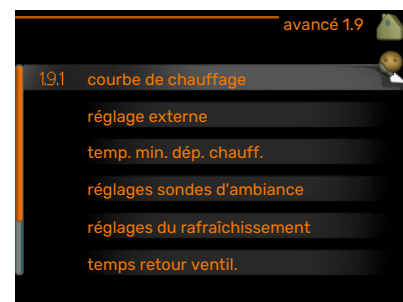 avancé 1.9
1.9.1 courbe de chauffage
réglage externe
temp. min. dép. chauff.
réglages sondes d'ambiance
réglages du rafraîchissement
temps retour ventil.